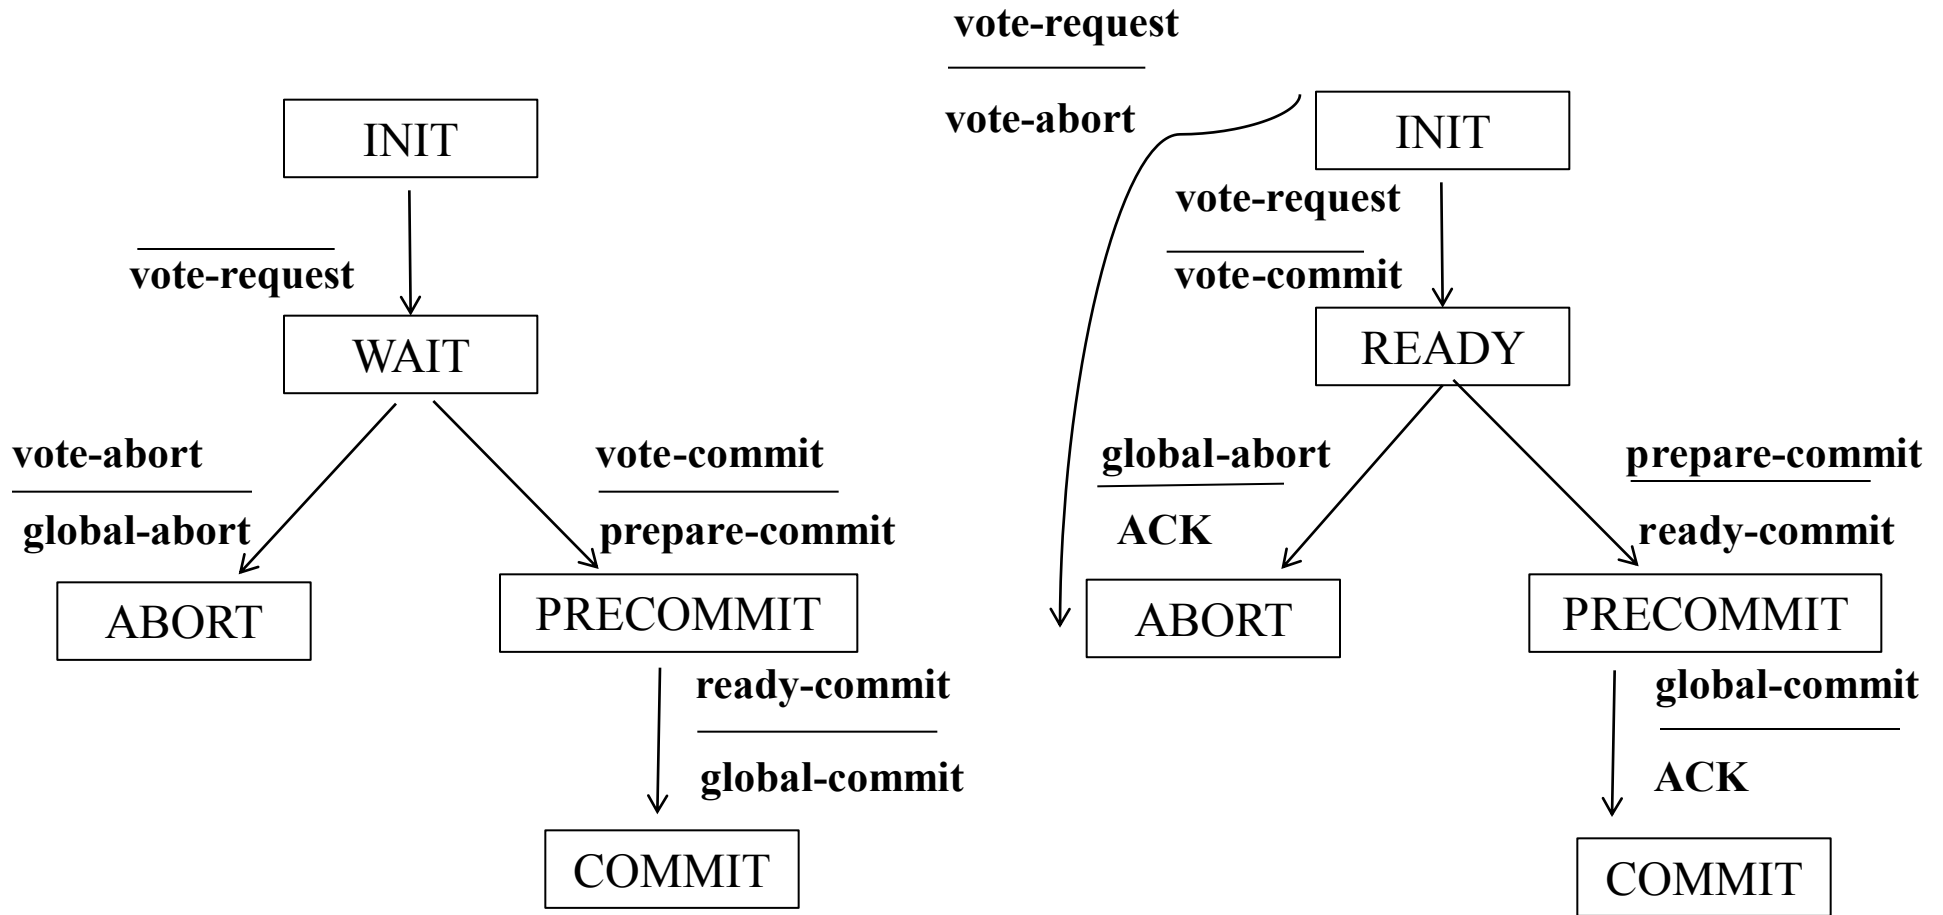 vote-request
vote-abort
INIT
vote-request
WAIT
vote-abort
global-abort
vote-commit
prepare-commit
ABORT
PRECOMMIT
ready-commit
global-commit
COMMIT
INIT
vote-request
vote-commit
READY
global-abort
ACK
prepare-commit
ready-commit
ABORT
PRECOMMIT
global-commit
ACK
COMMIT